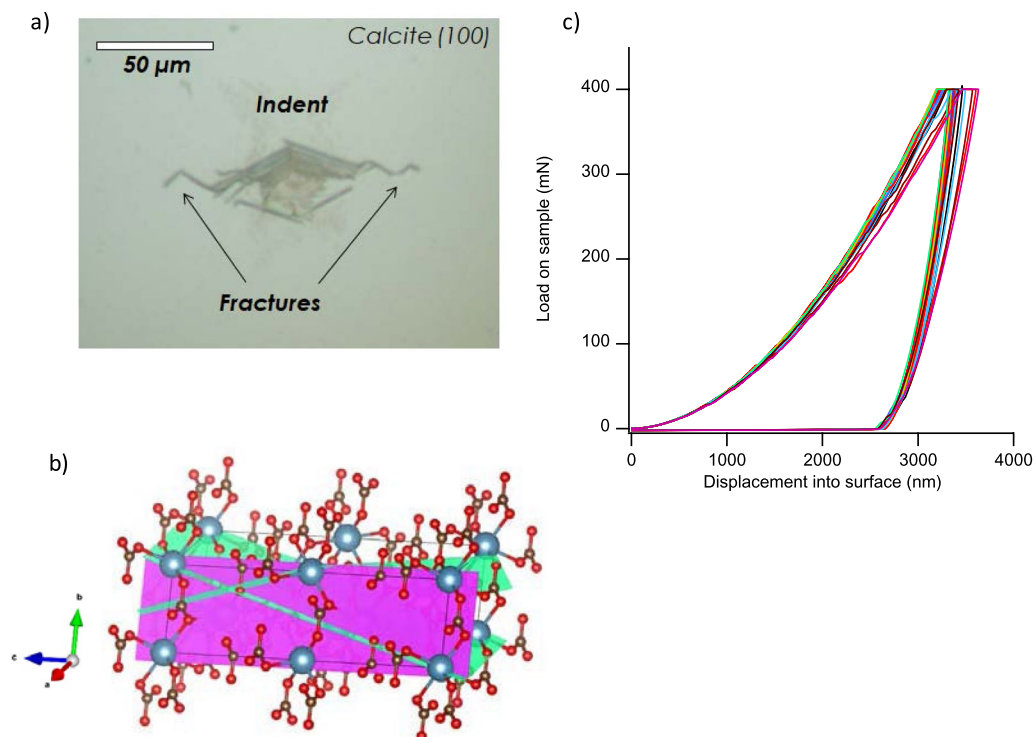 a)
Calcite (100)
50 µm
Indent
Fractures
b)
b
c
a
c)
Load on sample (mN)
400
300
200
100
0
0
1000
2000
3000
4000
Displacement into surface (nm)